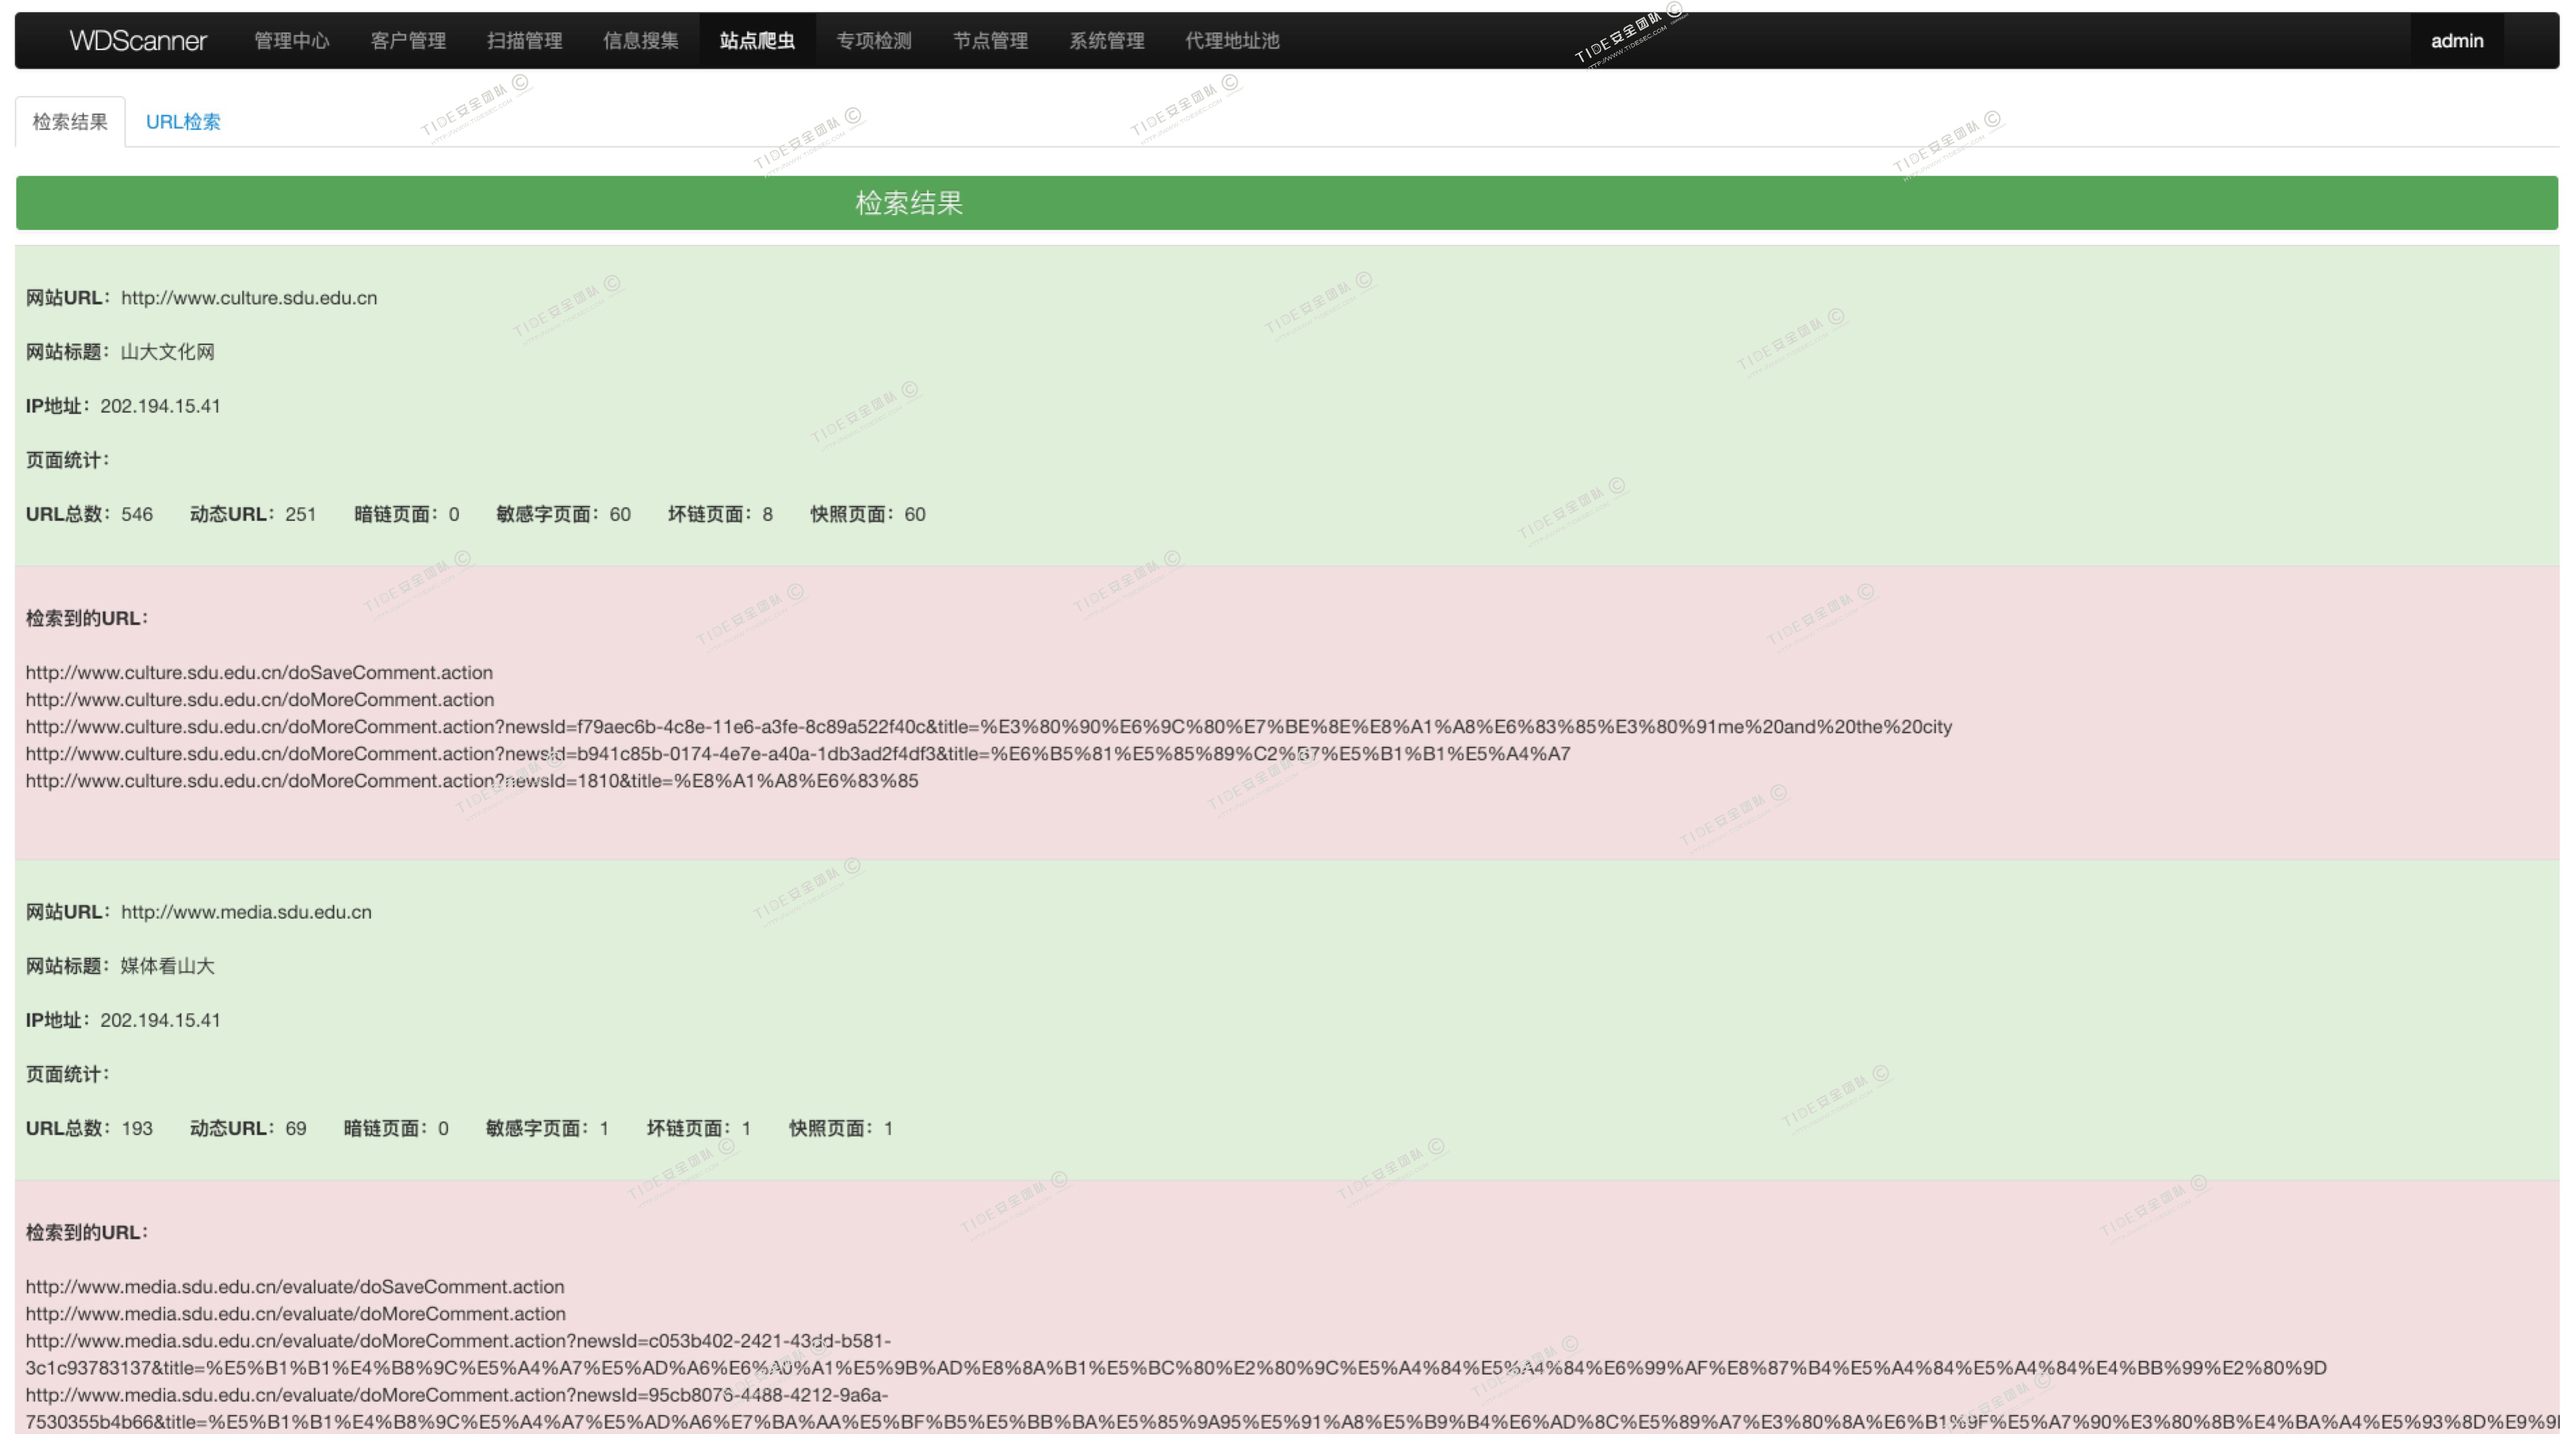 WDScanner 管理中心 客户管理 扫描管理 信息搜集 站点爬虫 专项检测 节点管理 系统管理 代理地址池 admin
TIDE安全团队 ©
HTTP://WWW.TIDESEC.COM
检索结果 URL检索
检索结果
网站URL：http://www.culture.sdu.edu.cn
网站标题：山大文化网
IP地址：202.194.15.41
页面统计：
URL总数：546 动态URL：251 暗链页面：0 敏感字页面：60 坏链页面：8 快照页面：60
检索到的URL：
http://www.culture.sdu.edu.cn/doSaveComment.action
http://www.culture.sdu.edu.cn/doMoreComment.action
http://www.culture.sdu.edu.cn/doMoreComment.action?newsId=f79aec6b-4c8e-11e6-a3fe-8c89a522f40c&title=%E3%80%90%E6%9C%80%E7%BE%8E%E8%A1%A8%E6%83%85%E3%80%91me%20and%20the%20city
http://www.culture.sdu.edu.cn/doMoreComment.action?newsId=b941c85b-0174-4e7e-a40a-1db3ad2f4df3&title=%E6%B5%81%E5%85%89%C2%B7%E5%B1%B1%E5%A4%A7
http://www.culture.sdu.edu.cn/doMoreComment.action?newsId=1810&title=%E8%A1%A8%E6%83%85
网站URL：http://www.media.sdu.edu.cn
网站标题：媒体看山大
IP地址：202.194.15.41
页面统计：
URL总数：193 动态URL：69 暗链页面：0 敏感字页面：1 坏链页面：1 快照页面：1
检索到的URL：
http://www.media.sdu.edu.cn/evaluate/doSaveComment.action
http://www.media.sdu.edu.cn/evaluate/doMoreComment.action
http://www.media.sdu.edu.cn/evaluate/doMoreComment.action?newsId=c053b402-2421-43dd-b581-
3c1c93783137&title=%E5%B1%B1%E4%B8%9C%E5%A4%A7%E5%AD%A6%E6%A0%A1%E5%9B%AD%E8%8A%B1%E5%BC%80%E2%80%9C%E5%A4%84%E5%A4%84%E6%99%AF%E8%87%B4%E5%A4%84%E5%A4%84%E4%BB%99%E2%80%9D
http://www.media.sdu.edu.cn/evaluate/doMoreComment.action?newsId=95cb8076-4488-4212-9a6a-
7530355b4b66&title=%E5%B1%B1%E4%B8%9C%E5%A4%A7%E5%AD%A6%E7%BA%AA%E5%BF%B5%E5%BB%BA%E5%85%9A95%E5%91%A8%E5%B9%B4%E6%AD%8C%E5%89%A7%E3%80%8A%E6%B1%9F%E5%A7%90%E3%80%8B%E4%BA%A4%E5%93%8D%E9%9